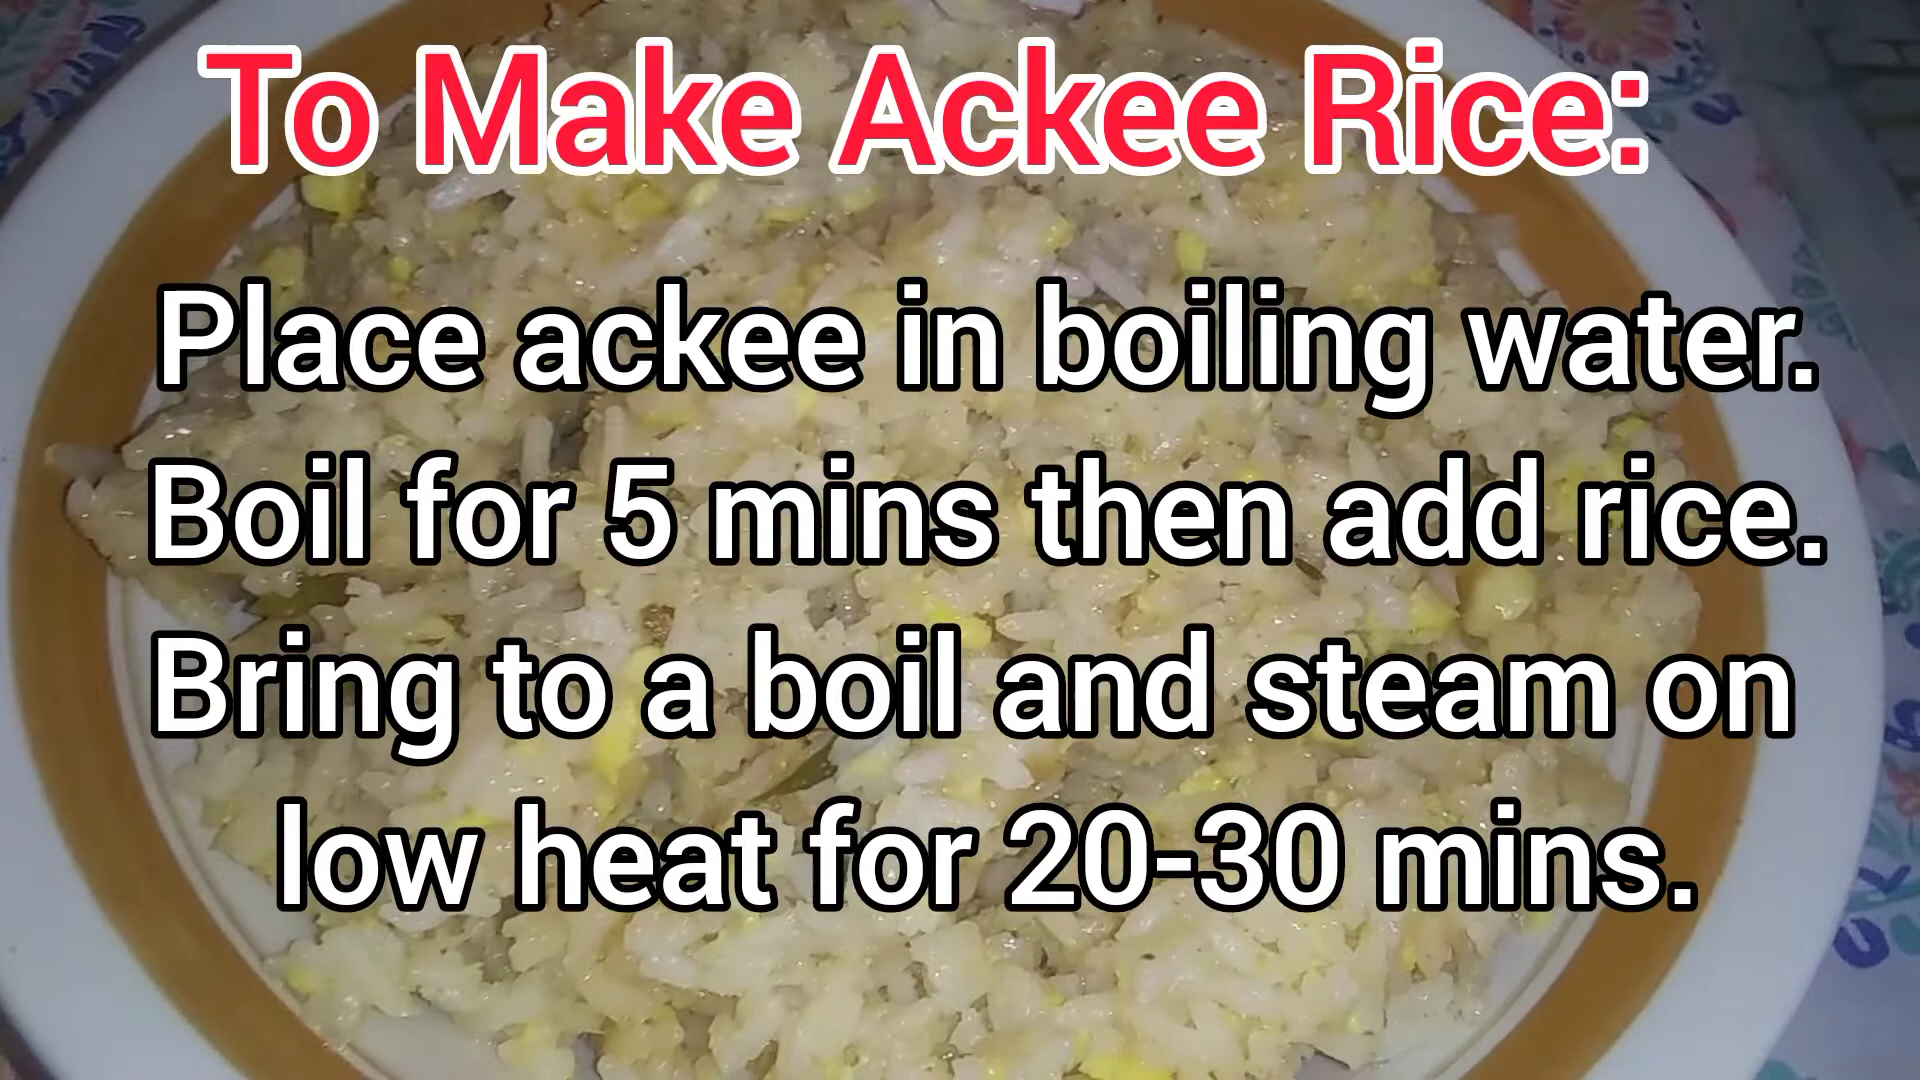 To Make Ackee Rice:
Place ackee in boiling water.
Boil for 5 mins then add rice.
Bring to a boil and steam on
low heat for 20-30 mins.